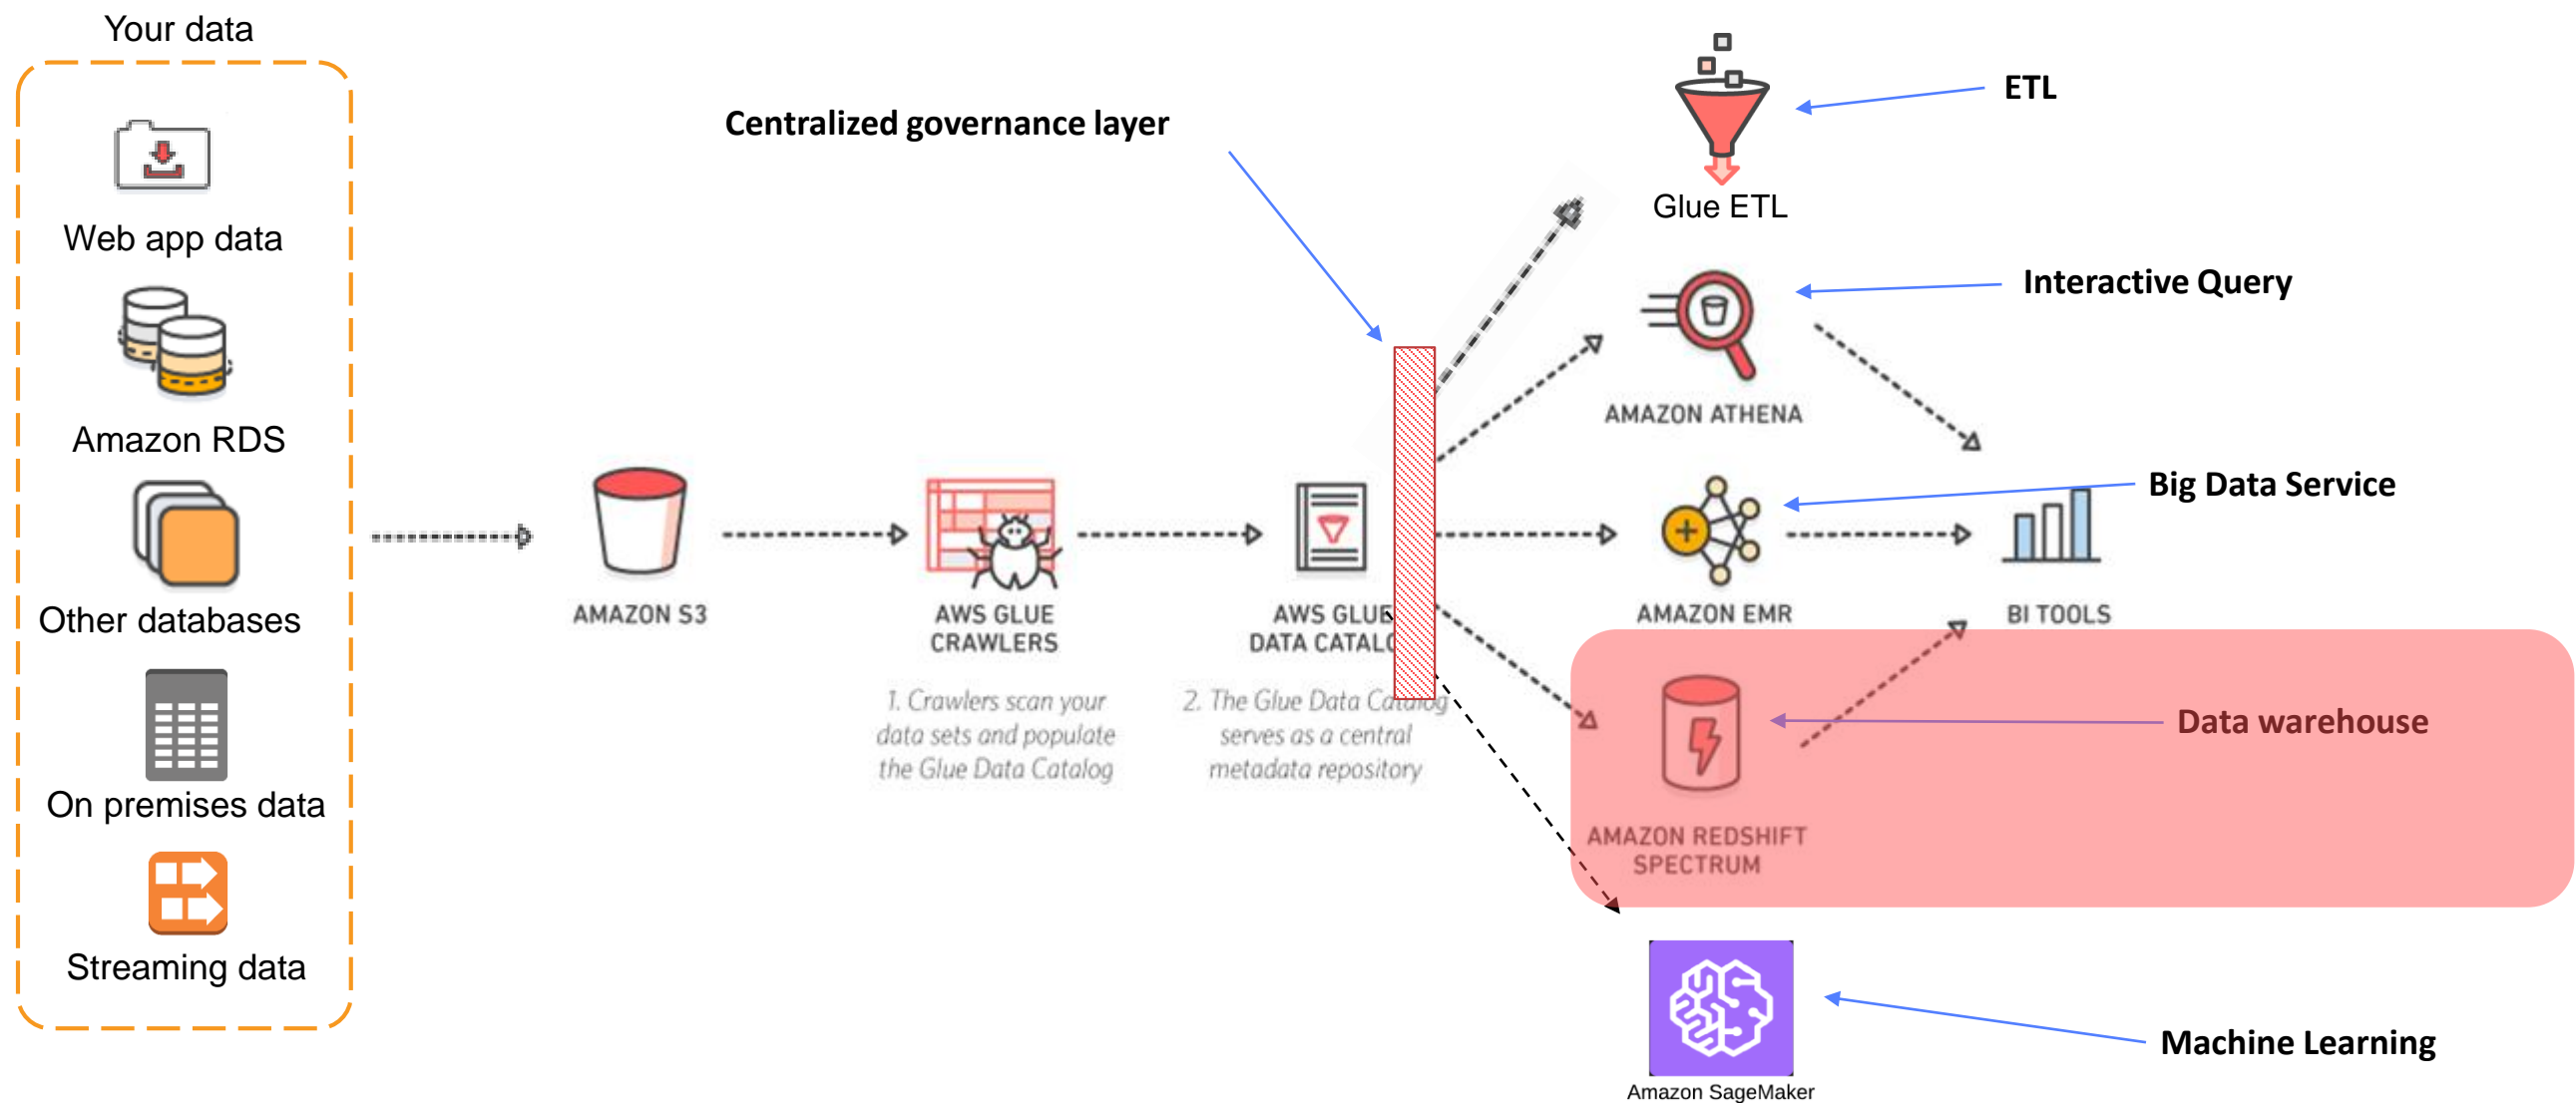 Your data
Web app data
Amazon RDS
Other databases
On premises data
Streaming data
AMAZON S3
AWS GLUE
CRAWLERS
1. Crawlers scan your
data sets and populate
the Glue Data Catalog
AWS GLUE
DATA CATALO
2. The Glue Data Catalog
serves as a central
metadata repository
Centralized governance layer
Glue ETL
ETL
AMAZON ATHENA
Interactive Query
AMAZON EMR
Big Data Service
BI TOOLS
AMAZON REDSHIFT
SPECTRUM
Data warehouse
Amazon SageMaker
Machine Learning